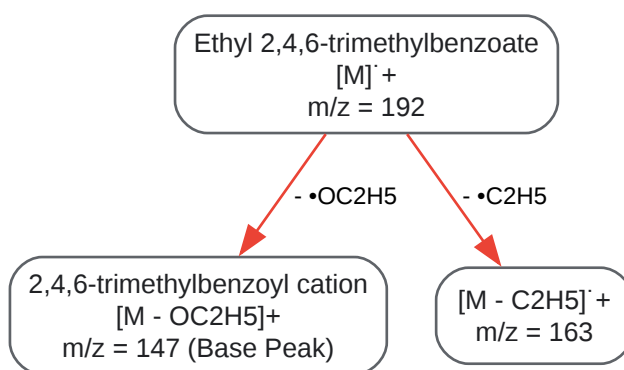 Ethyl 2,4,6-trimethylbenzoate
[M]˙+
m/z = 192
- •OC2H5
- •C2H5
2,4,6-trimethylbenzoyl cation
[M - OC2H5]+
m/z = 147 (Base Peak)
[M - C2H5]˙+
m/z = 163